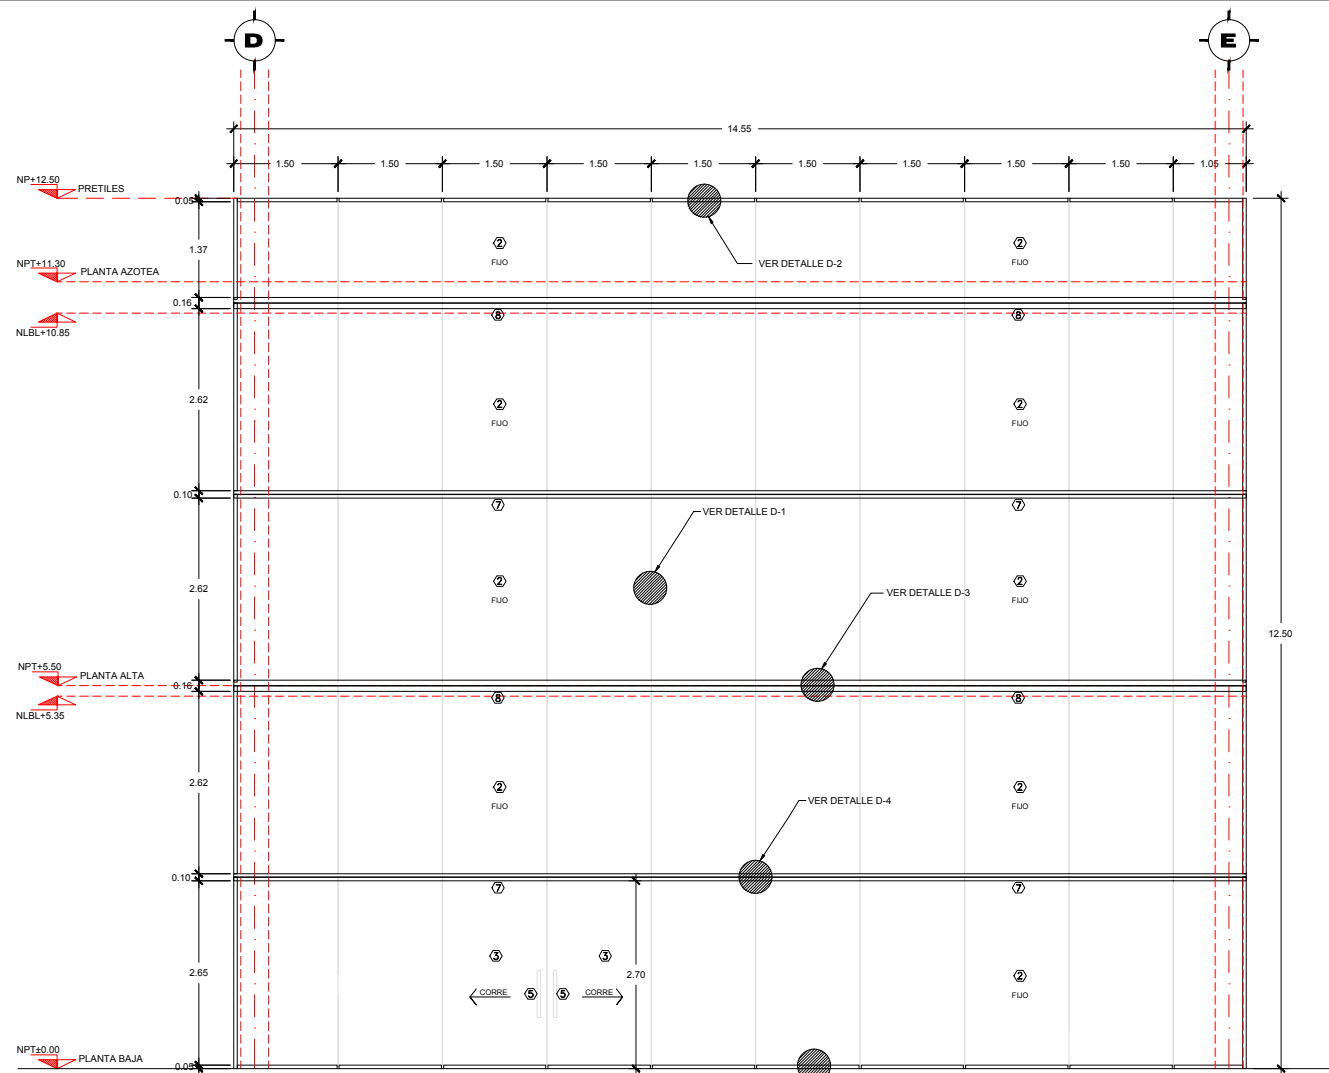 D
E
14.55
1.50
1.50
1.50
1.50
1.50
1.50
1.50
1.50
1.50
1.05
NP+12.50
PRETILES
0.05
1.37
2
FIJO
2
FIJO
VER DETALLE D-2
NPT+11.30
PLANTA AZOTEA
0.16
NLBL+10.85
8
8
2.62
2
FIJO
2
FIJO
0.10
7
7
VER DETALLE D-1
2.62
2
FIJO
2
FIJO
VER DETALLE D-3
12.50
NPT+5.50
PLANTA ALTA
0.16
NLBL+5.35
8
8
2.62
2
FIJO
2
FIJO
VER DETALLE D-4
0.10
7
7
3
3
2.65
2.70
2
FIJO
CORRE
5
5
CORRE
NPT±0.00
PLANTA BAJA
0.05